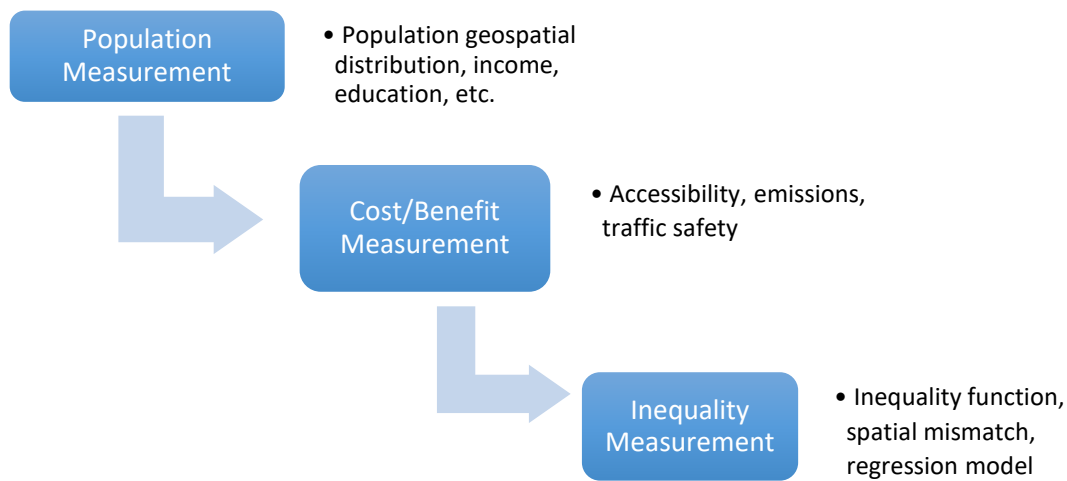 Population
Measurement
• Population geospatial
distribution, income,
education, etc.
Cost/Benefit
Measurement
• Accessibility, emissions,
traffic safety
Inequality
Measurement
• Inequality function,
spatial mismatch,
regression model